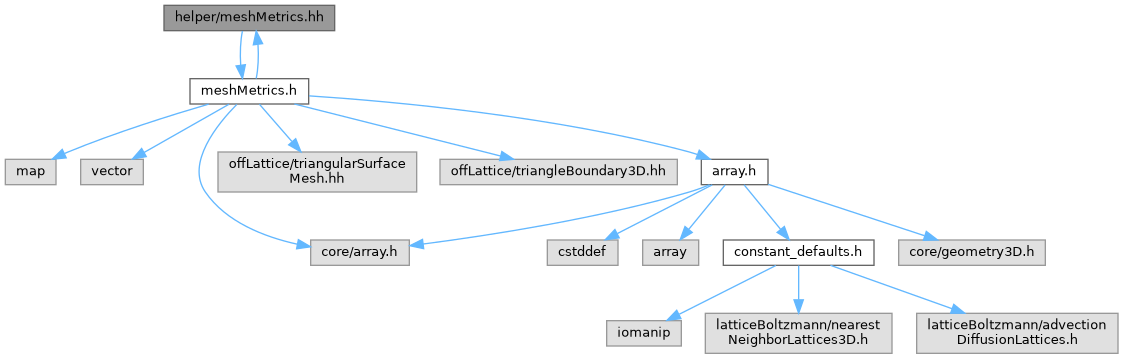 helper/meshMetrics.hh
meshMetrics.h
map
vector
offLattice/triangularSurface
Mesh.hh
offLattice/triangleBoundary3D.hh
array.h
core/array.h
cstddef
array
constant_defaults.h
core/geometry3D.h
iomanip
latticeBoltzmann/nearest
NeighborLattices3D.h
latticeBoltzmann/advection
DiffusionLattices.h